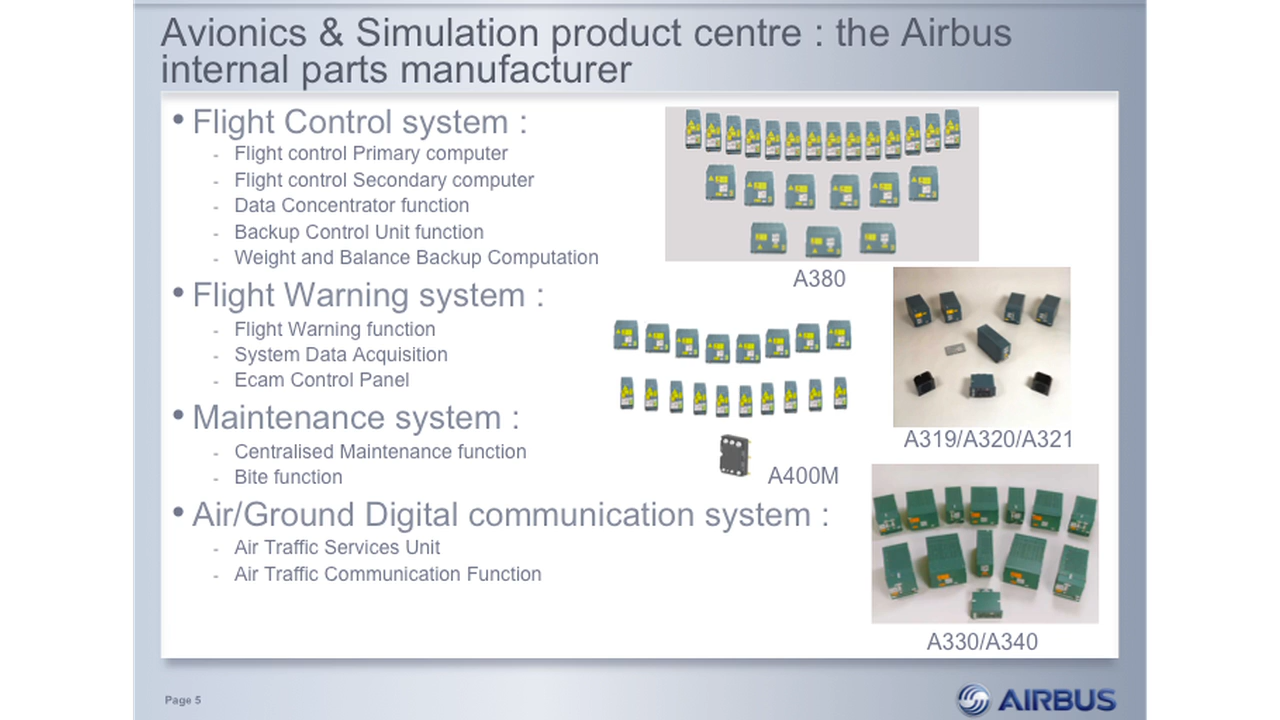 Avionics & Simulation product centre : the Airbus
internal parts manufacturer
• Flight Control system :
- Flight control Primary computer
- Flight control Secondary computer
- Data Concentrator function
- Backup Control Unit function
- Weight and Balance Backup Computation
• Flight Warning system :
- Flight Warning function
- System Data Acquisition
- Ecam Control Panel
• Maintenance system :
- Centralised Maintenance function
- Bite function
• Air/Ground Digital communication system :
- Air Traffic Services Unit
- Air Traffic Communication Function
A380
A319/A320/A321
A400M
A330/A340
Page 5
AIRBUS